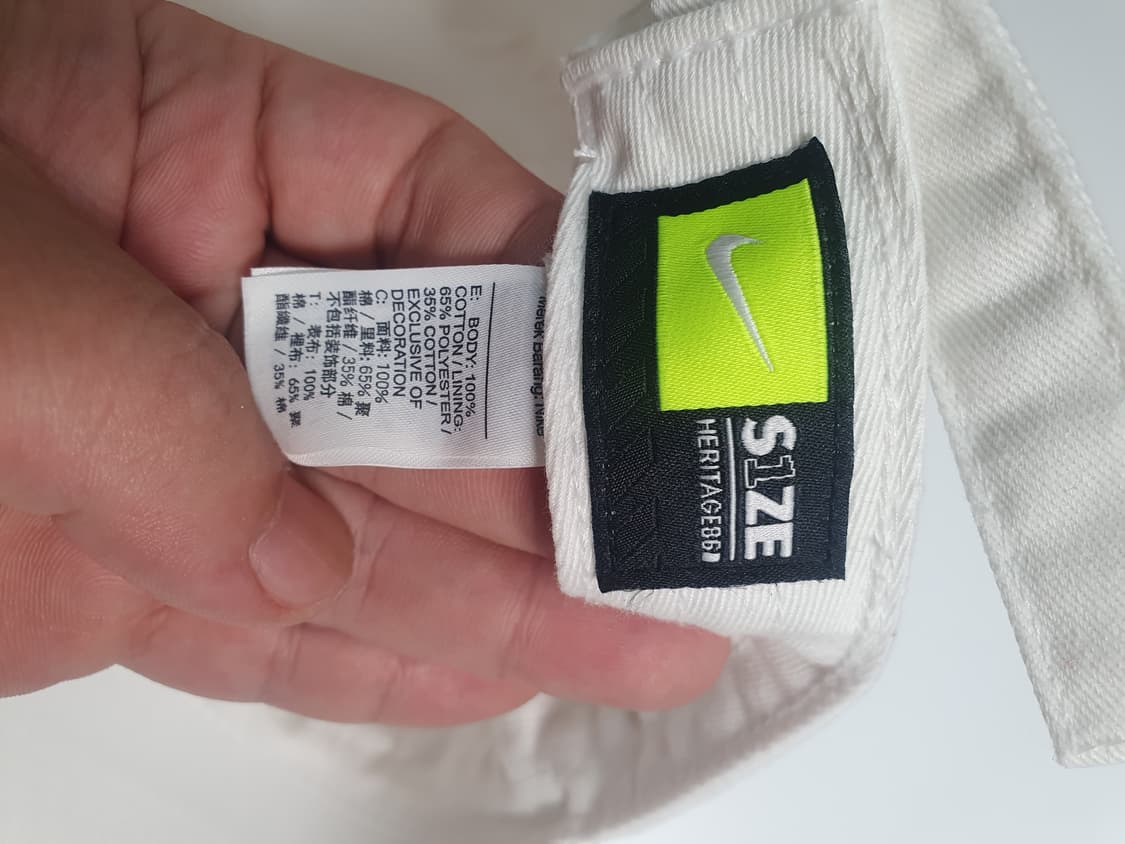 Merek Barang: Nike
E: BODY: 100%
COTTON / LINING:
65% POLYESTER /
35% COTTON /
EXCLUSIVE OF
DECORATION
C: 面料: 100%
棉 / 里料: 65% 聚
酯纤维 / 35% 棉 /
不包括装饰部分
T: 表布: 100%
棉 / 裡布: 65% 聚
酯纖維 / 35% 棉
S1ZE
HERITAGE86